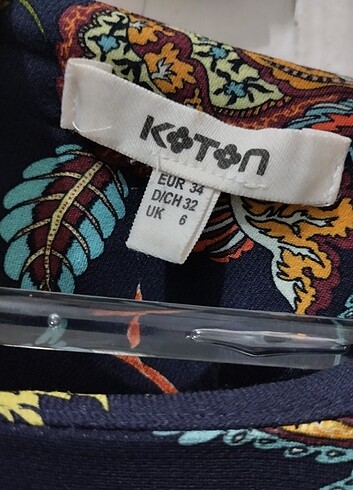 KOTON
EUR 34
D/CH 32
UK 6